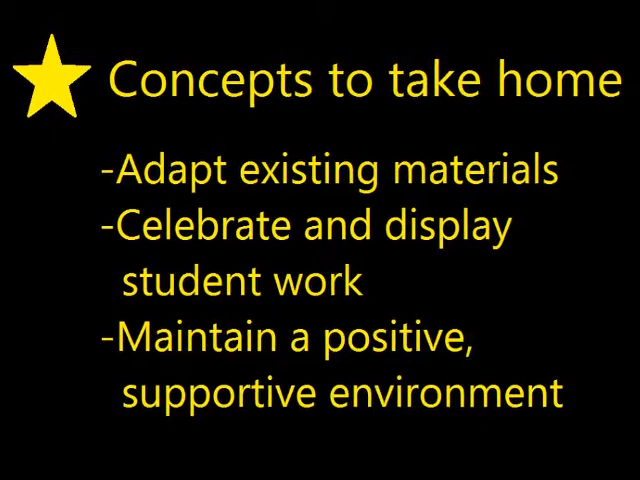 Concepts to take home
-Adapt existing materials
-Celebrate and display
student work
-Maintain a positive,
supportive environment